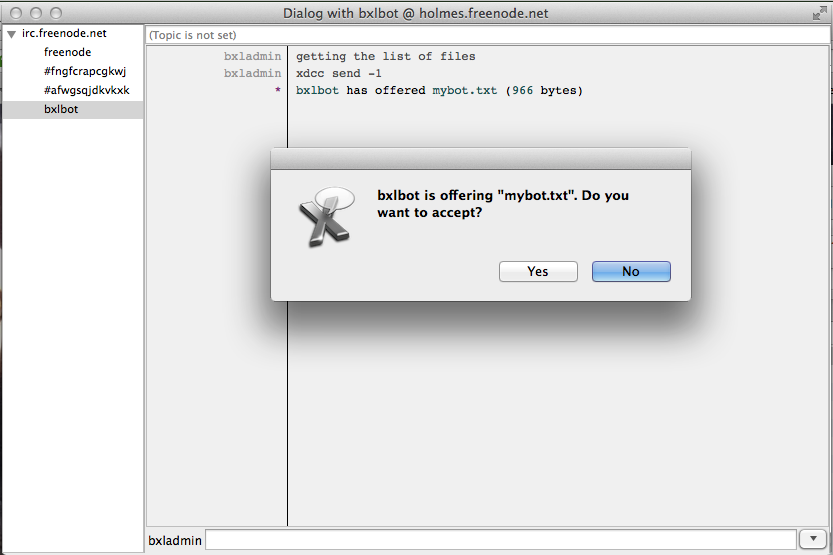 Dialog with bxlbot @ holmes.freenode.net
irc.freenode.net
freenode
#fngfcrapcgkwj
#afwgsqjdkvkxk
bxlbot
(Topic is not set)
bxladmin getting the list of files
bxladmin xdcc send -1
* bxlbot has offered mybot.txt (966 bytes)
bxlbot is offering "mybot.txt". Do you
want to accept?
Yes No
bxladmin